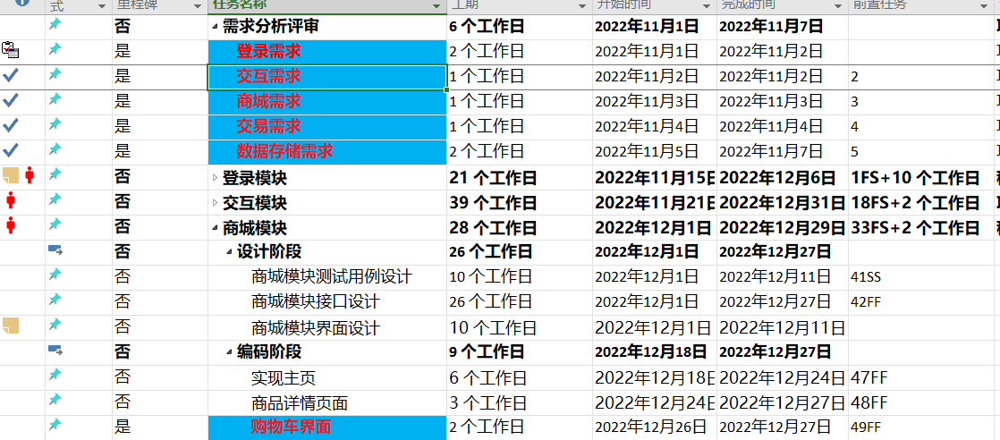 式 里程碑 任务名称 工期 开始时间 完成时间 前置任务
否 需求分析评审 6 个工作日 2022年11月1日 2022年11月7日
是 登录需求 2 个工作日 2022年11月1日 2022年11月2日
是 交互需求 1 个工作日 2022年11月2日 2022年11月2日 2
是 商城需求 1 个工作日 2022年11月3日 2022年11月3日 3
是 交易需求 1 个工作日 2022年11月4日 2022年11月4日 4
是 数据存储需求 2 个工作日 2022年11月5日 2022年11月7日 5
否 登录模块 21 个工作日 2022年11月15日 2022年12月6日 1FS+10 个工作日
否 交互模块 39 个工作日 2022年11月21日 2022年12月31日 18FS+2 个工作日
否 商城模块 28 个工作日 2022年12月1日 2022年12月29日 33FS+2 个工作日
否 设计阶段 26 个工作日 2022年12月1日 2022年12月27日
否 商城模块测试用例设计 10 个工作日 2022年12月1日 2022年12月11日 41SS
否 商城模块接口设计 26 个工作日 2022年12月1日 2022年12月27日 42FF
否 商城模块界面设计 10 个工作日 2022年12月1日 2022年12月11日
否 编码阶段 9 个工作日 2022年12月18日 2022年12月27日
否 实现主页 6 个工作日 2022年12月18日 2022年12月24日 47FF
否 商品详情页面 3 个工作日 2022年12月24日 2022年12月27日 48FF
是 购物车界面 2 个工作日 2022年12月26日 2022年12月27日 49FF